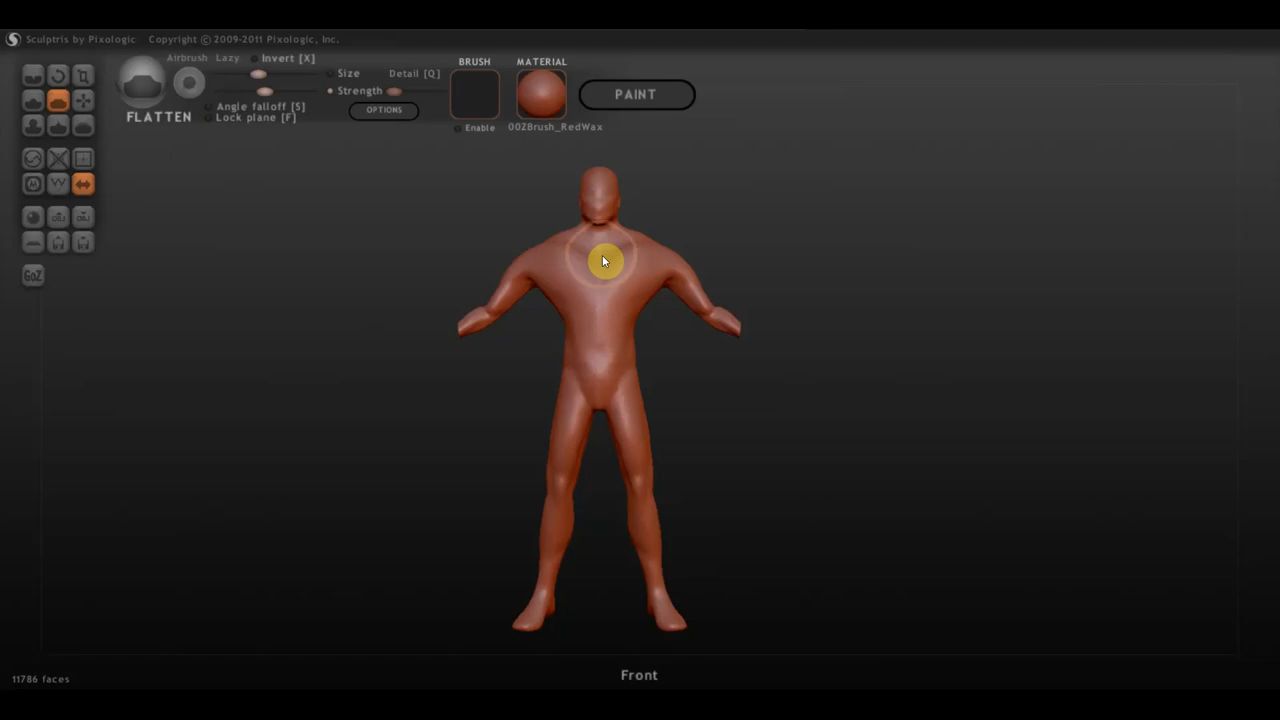 Sculptris by Pixologic Copyright © 2009-2011 Pixologic, Inc.
Airbrush Lazy Invert [X]
BRUSH MATERIAL
Size Detail [Q]
Strength
PAINT
Angle falloff [S]
OPTIONS
FLATTEN
Lock plane [F]
Enable 00ZBrush_RedWax
GoZ
11786 faces
Front